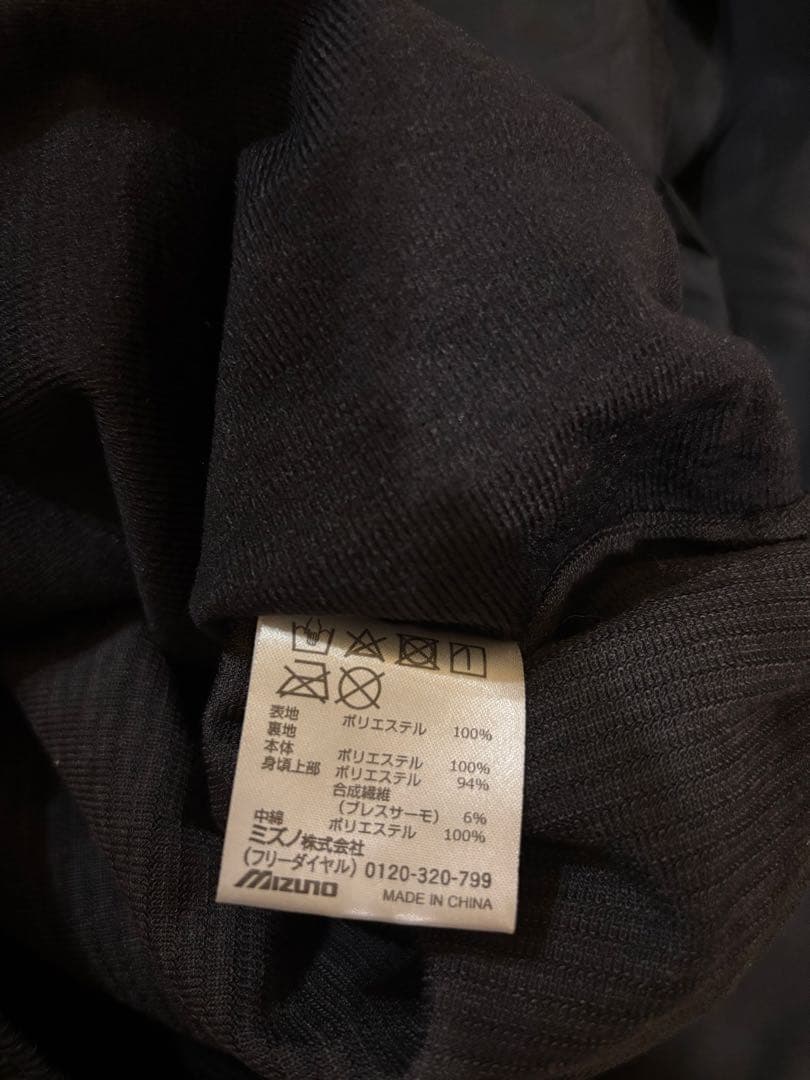 表地 ポリエステル 100%
裏地
本体 ポリエステル 100%
身頃上部 ポリエステル 94%
合成繊維
(ブレスサーモ) 6%
中綿 ポリエステル 100%
ミズノ株式会社
(フリーダイヤル) 0120-320-799
MIZUNO MADE IN CHINA